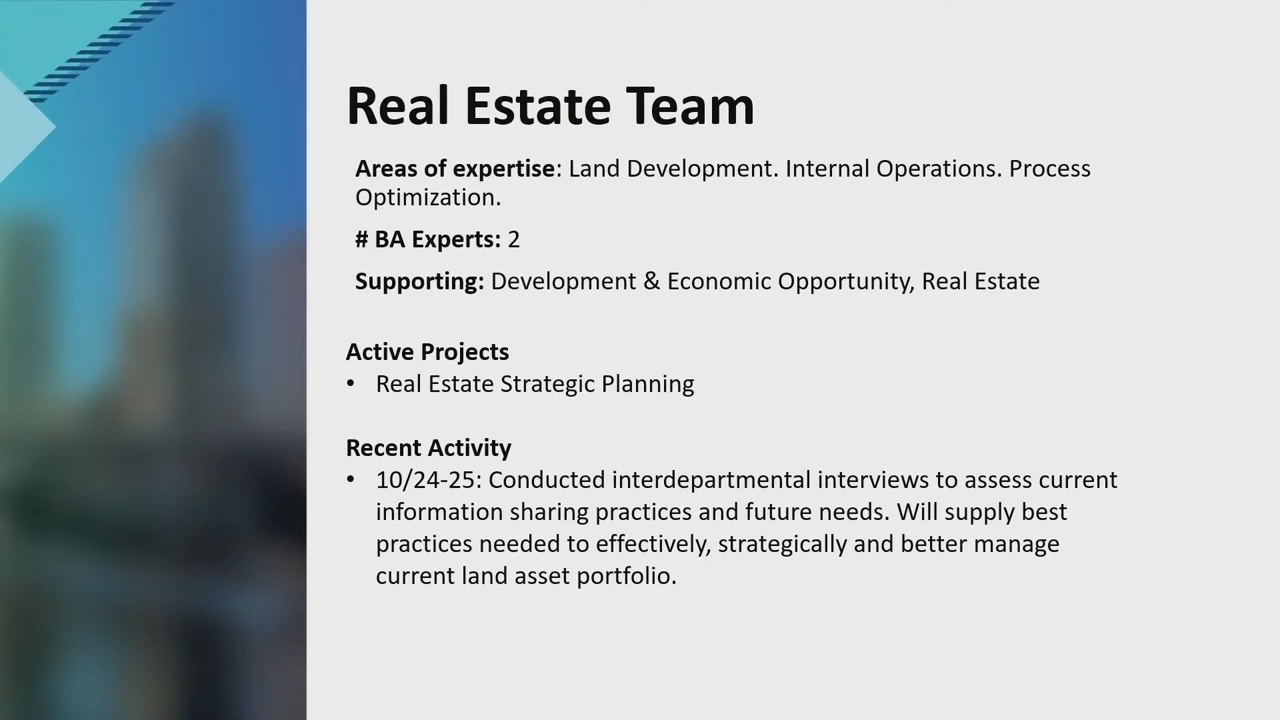 Real Estate Team
Areas of expertise: Land Development. Internal Operations. Process
Optimization.
# BA Experts: 2
Supporting: Development & Economic Opportunity, Real Estate
Active Projects
• Real Estate Strategic Planning
Recent Activity
• 10/24-25: Conducted interdepartmental interviews to assess current
information sharing practices and future needs. Will supply best
practices needed to effectively, strategically and better manage
current land asset portfolio.